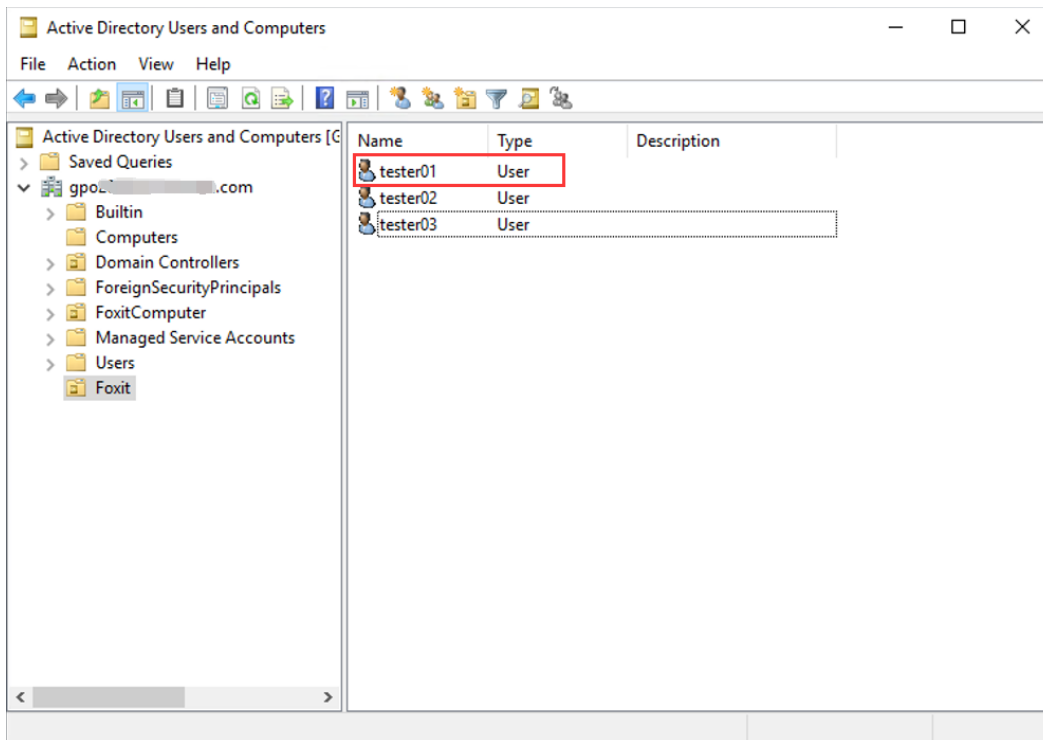 Active Directory Users and Computers
File Action View Help
Active Directory Users and Computers [G
Saved Queries
.com
Builtin
Computers
Domain Controllers
ForeignSecurityPrincipals
FoxitComputer
Managed Service Accounts
Users
Foxit
Name Type Description
tester01 User
tester02 User
tester03 User